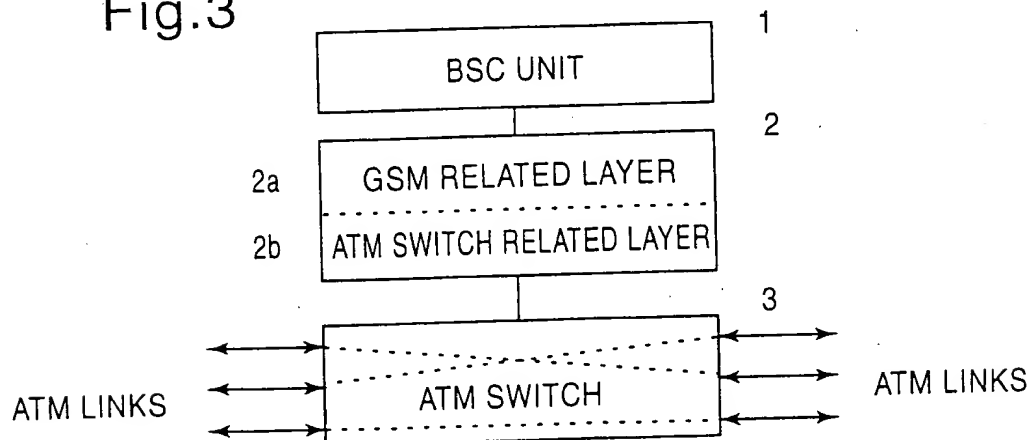 Fig.3
1
BSC UNIT
2
2a
GSM RELATED LAYER
2b
ATM SWITCH RELATED LAYER
3
ATM LINKS
ATM SWITCH
ATM LINKS